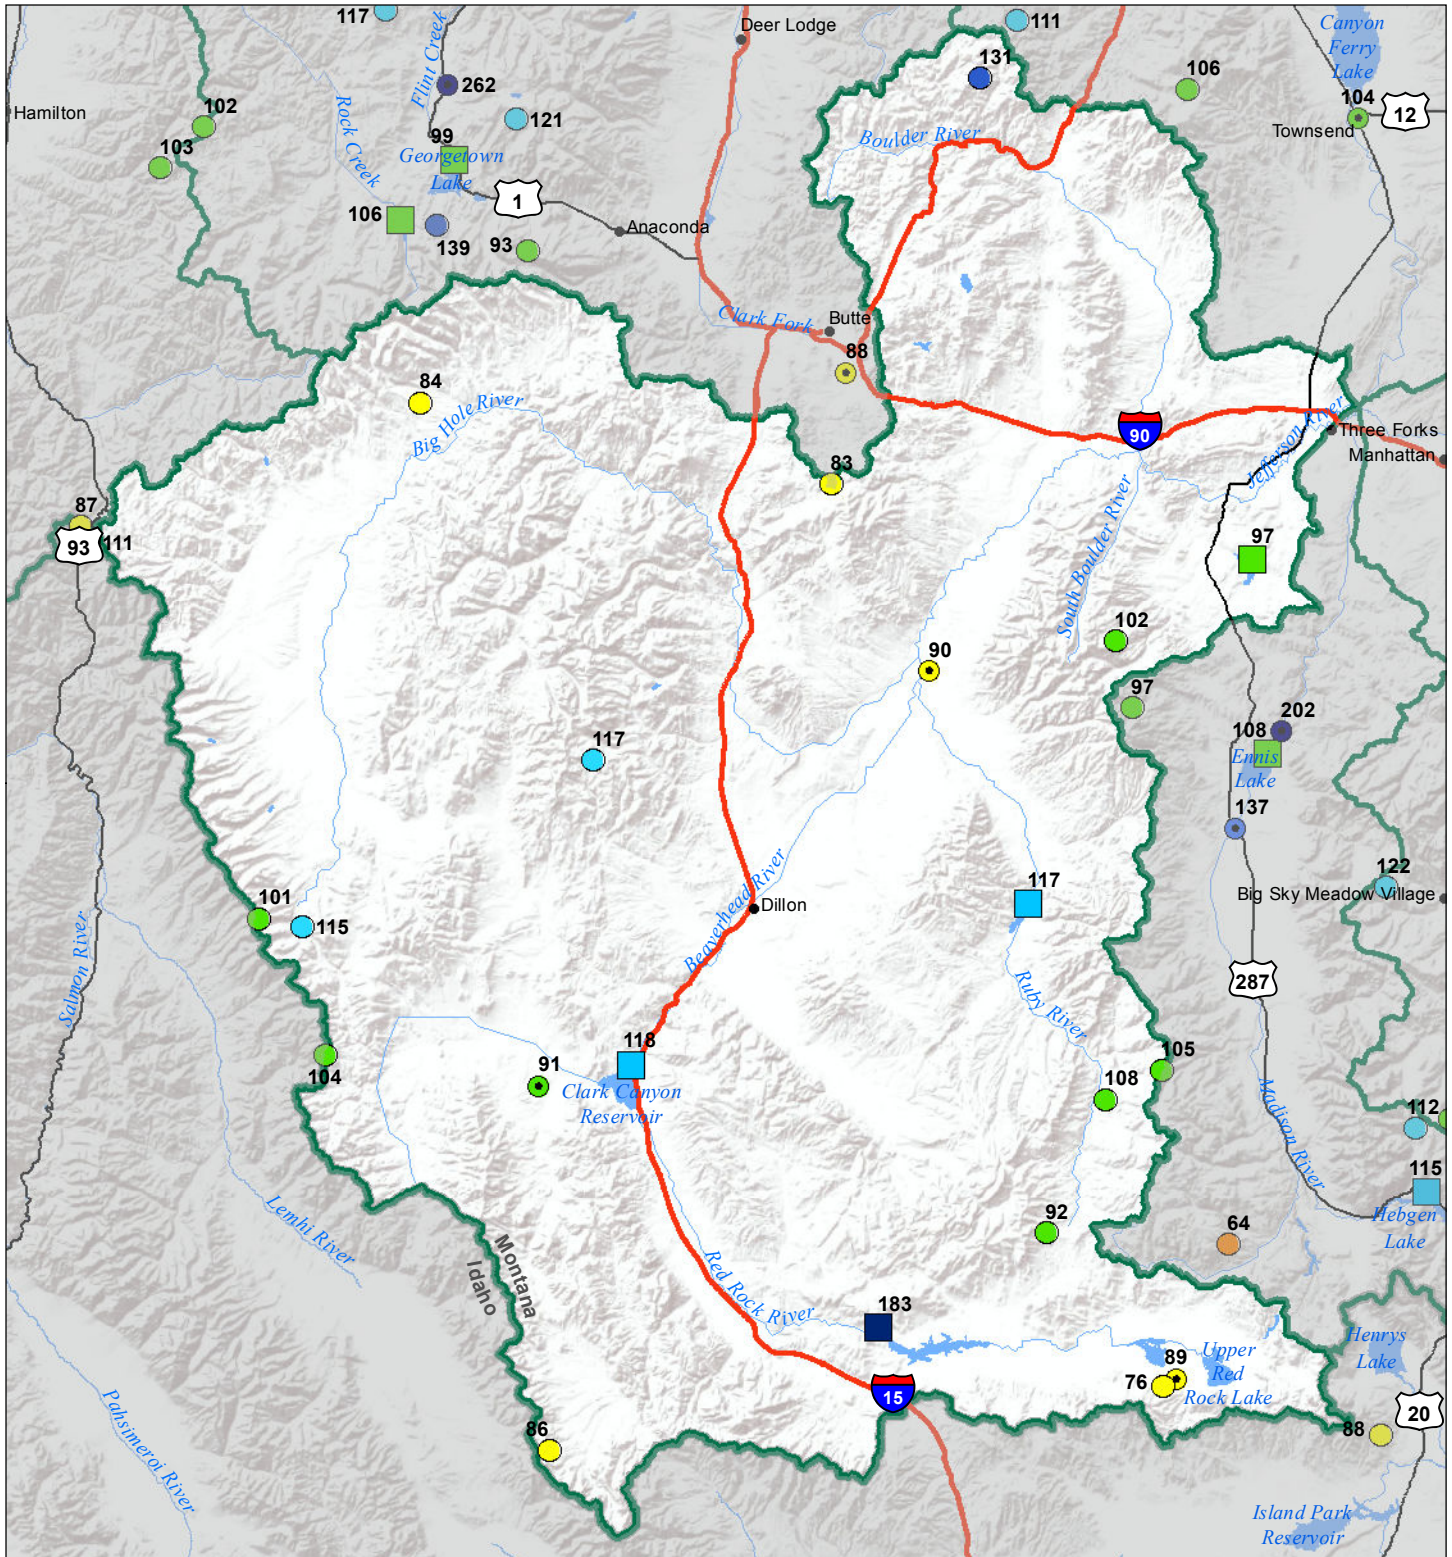 117
Deer Lodge
111
Canyon
Ferry
Lake
Flint Creek
262
131
106
104
12
Hamilton
102
121
Townsend
Rock Creek
99
Georgetown
Lake
Boulder River
103
1
106
139
93
Anaconda
Clark Fork
Butte
88
84
Big Hole River
90
Jefferson River
Three Forks
Manhattan
83
87
93
111
South Boulder River
97
102
90
97
202
108
Ennis
Lake
117
137
122
Big Sky Meadow Village
117
101
115
Beaverhead River
Dillon
Salmon River
287
Ruby River
118
105
104
91
Clark Canyon
Reservoir
108
Madison River
112
115
Hebgen
Lake
Lemhi River
92
64
Montana
Idaho
Red Rock River
183
Henrys
Lake
Upper
Red
Rock Lake
89
76
15
20
Pahsimeroi River
86
88
Island Park
Reservoir